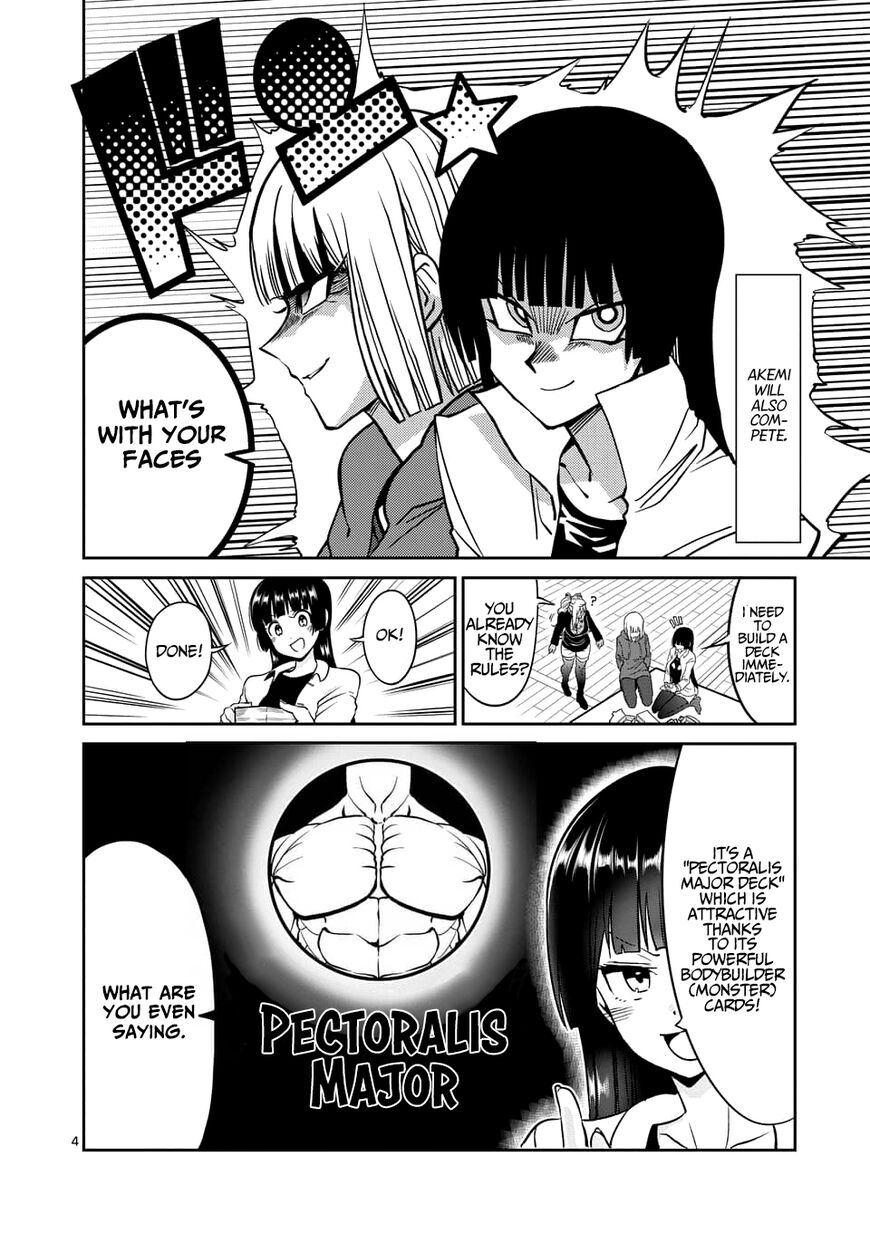 ドン☆
AKEMI
WILL
ALSO
COM-
PETE.
WHAT'S
WITH YOUR
FACES
I NEED
TO
BUILD A
DECK
IMME-
DIATELY.
?
YOU
ALREADY
KNOW
THE
RULES?
OK!
DONE!
IT'S A
"PECTORALIS
MAJOR DECK"
WHICH IS
ATTRACTIVE
THANKS
TO ITS
POWERFUL
BODYBUILDER
(MONSTER)
CARDS!
PECTORALIS
MAJOR
WHAT ARE
YOU EVEN
SAYING.
4